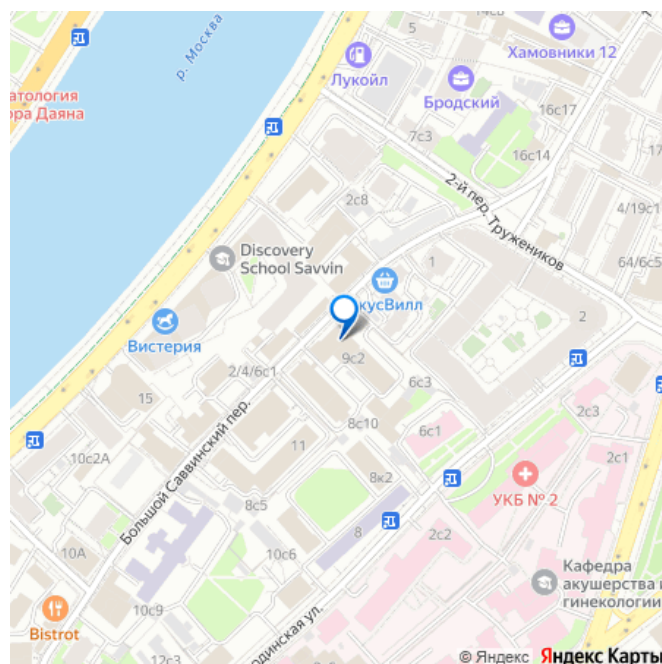 14с8
5
Хамовники 12
р. Москва
Лукойл
Бродский
16с17
атология
ора Даяна
7с3
16с14
17
2-й пер. Тружеников
2с8
4/19с1
Discovery
School Savvin
1
64/6с5
кусВилл
2
Вистерия
9с2
2/4/6с1
6с3
15
2с3
8с10
6с1
11
10с2А
2с1
8к2
УКБ № 2
Большой Саввинский пер.
8с5
8
2с2
10А
10с6
Кафедра
акушерства и
гинекологии
10с9
Bistrot
одинская ул.
12с3
© Яндекс Яндекс Карты